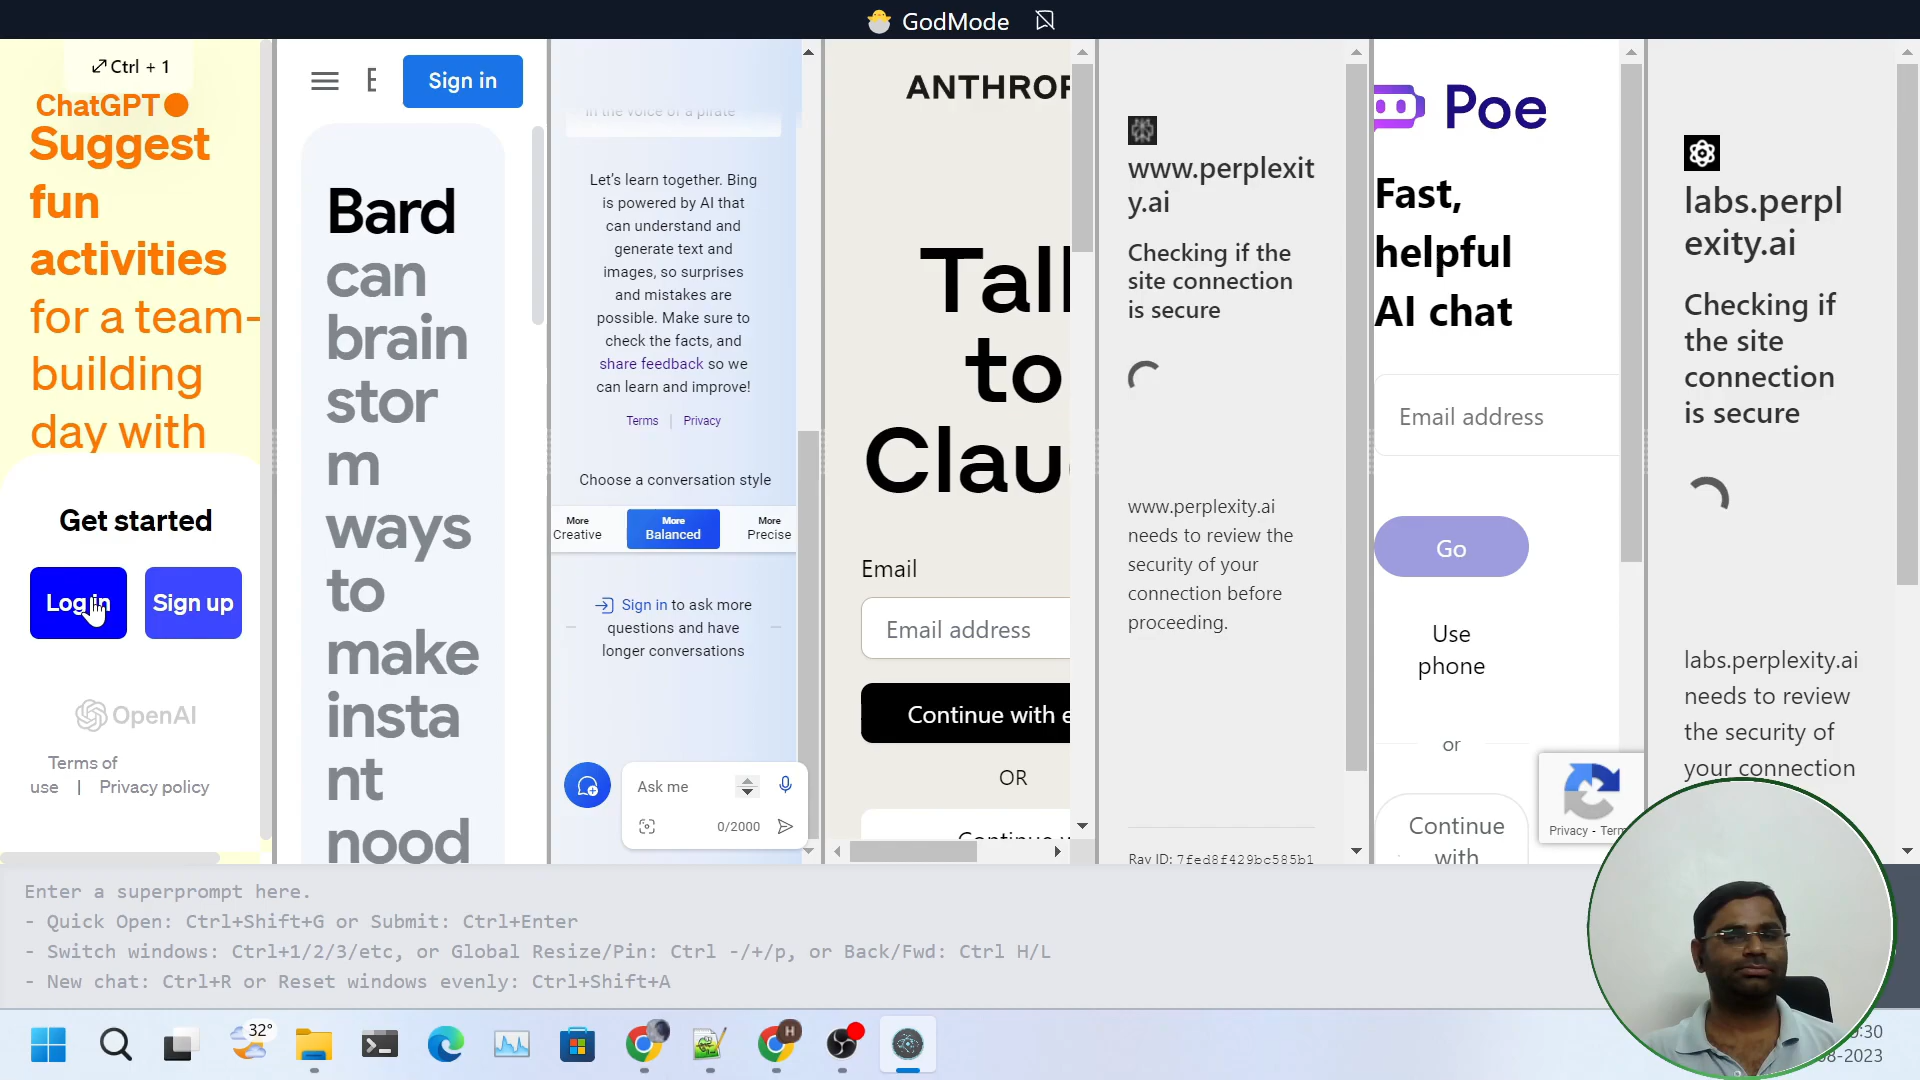 GodMode
Ctrl + 1
ChatGPT
Suggest
fun
activities
for a team-
building
day with
Get started
Log in
Sign up
OpenAI
Terms of
use | Privacy policy
Sign in
Bard
can
brain
stor
m
ways
to
make
insta
nt
nood
in the voice of a pirate
Let's learn together. Bing
is powered by AI that
can understand and
generate text and
images, so surprises
and mistakes are
possible. Make sure to
check the facts, and
share feedback so we
can learn and improve!
Terms | Privacy
Choose a conversation style
More
Creative
More
Balanced
More
Precise
Sign in to ask more
questions and have
longer conversations
Ask me
0/2000
ANTHROP
Talk
to
Clau
Email
Email address
Continue with e
OR
www.perplexit
y.ai
Checking if the
site connection
is secure
www.perplexity.ai
needs to review the
security of your
connection before
proceeding.
Ray ID: 7fed8f429bc585b1
Poe
Fast,
helpful
AI chat
Email address
Go
Use
phone
or
Continue
with
Privacy - Term
labs.perpl
exity.ai
Checking if
the site
connection
is secure
labs.perplexity.ai
needs to review
the security of
your connection
Enter a superprompt here.
- Quick Open: Ctrl+Shift+G or Submit: Ctrl+Enter
- Switch windows: Ctrl+1/2/3/etc, or Global Resize/Pin: Ctrl -/+/p, or Back/Fwd: Ctrl H/L
- New chat: Ctrl+R or Reset windows evenly: Ctrl+Shift+A
32°
H
:30
-2023